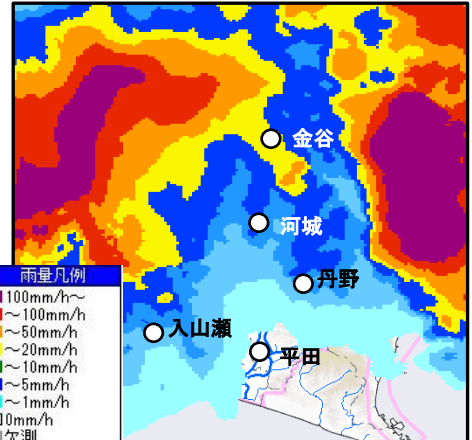 金谷
河城
丹野
入山瀬
平田
雨量凡例
100mm/h～
～100mm/h
～50mm/h
～20mm/h
～10mm/h
～5mm/h
～1mm/h
0mm/h
欠測